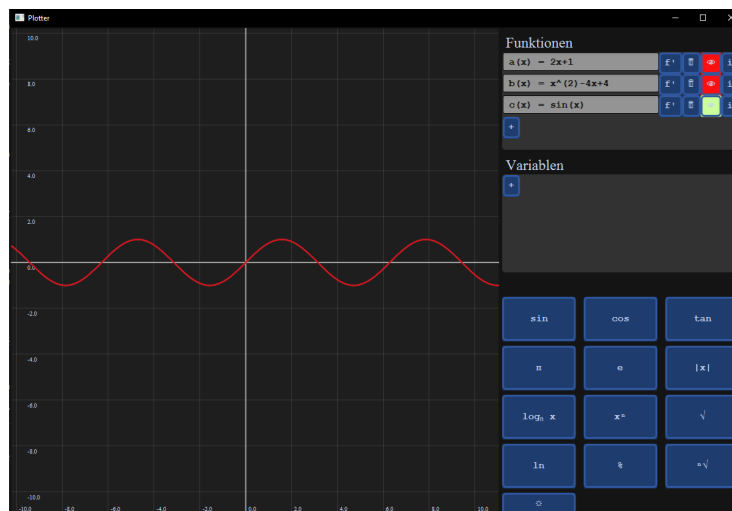 Plotter
10.0
8.0
6.0
4.0
2.0
0.0
-2.0
-4.0
-6.0
-8.0
-10.0
-10.0 -8.0 -6.0 -4.0 -2.0 0.0 2.0 4.0 6.0 8.0 10.0
Funktionen
a(x) = 2x+1 f'
b(x) = x^(2)-4x+4 f'
c(x) = sin(x) f'
+
Variablen
+
sin cos tan
π e |x|
logₙ x xⁿ √
ln % ⁿ√